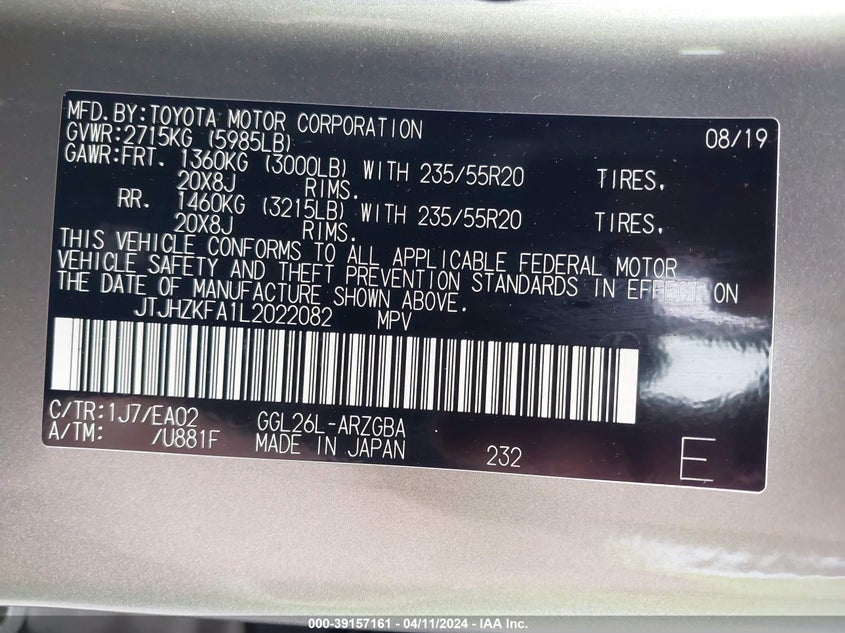 MFD.BY:TOYOTA MOTOR CORPORATION 08/19
GVWR:2715KG (5985LB)
GAWR:FRT. 1360KG (3000LB) WITH 235/55R20 TIRES,
20X8J RIMS.
RR. 1460KG (3215LB) WITH 235/55R20 TIRES,
20X8J RIMS.
THIS VEHICLE CONFORMS TO ALL APPLICABLE FEDERAL MOTOR
VEHICLE SAFETY AND THEFT PREVENTION STANDARDS IN EFFECT ON
THE DATE OF MANUFACTURE SHOWN ABOVE.
JTJHZKFA1L2022082 MPV
C/TR:1J7/EA02 GGL26L-ARZGBA
A/TM: /U881F MADE IN JAPAN 232 E
000-39157161 - 04/11/2024 - IAA Inc.